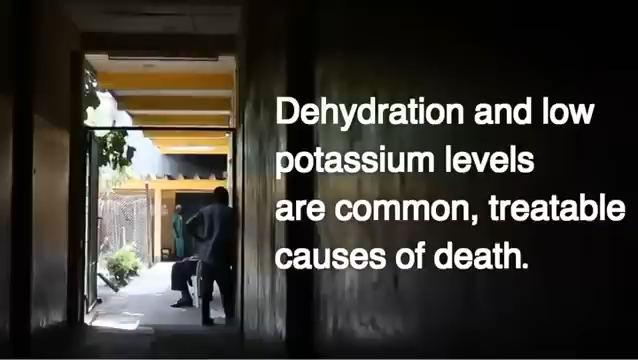 Dehydration and low
potassium levels
are common, treatable
causes of death.